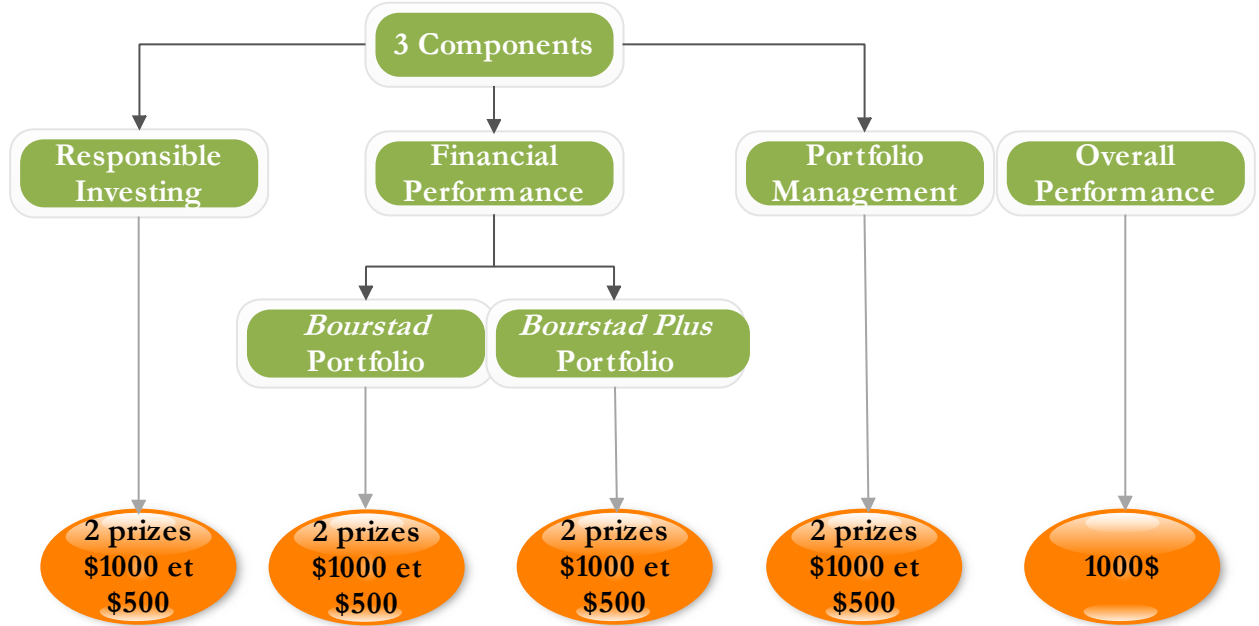 3 Components
Responsible
Investing
Financial
Performance
Portfolio
Management
Overall
Performance
Bourstad
Portfolio
Bourstad Plus
Portfolio
2 prizes
$1000 et
$500
2 prizes
$1000 et
$500
2 prizes
$1000 et
$500
2 prizes
$1000 et
$500
1000$